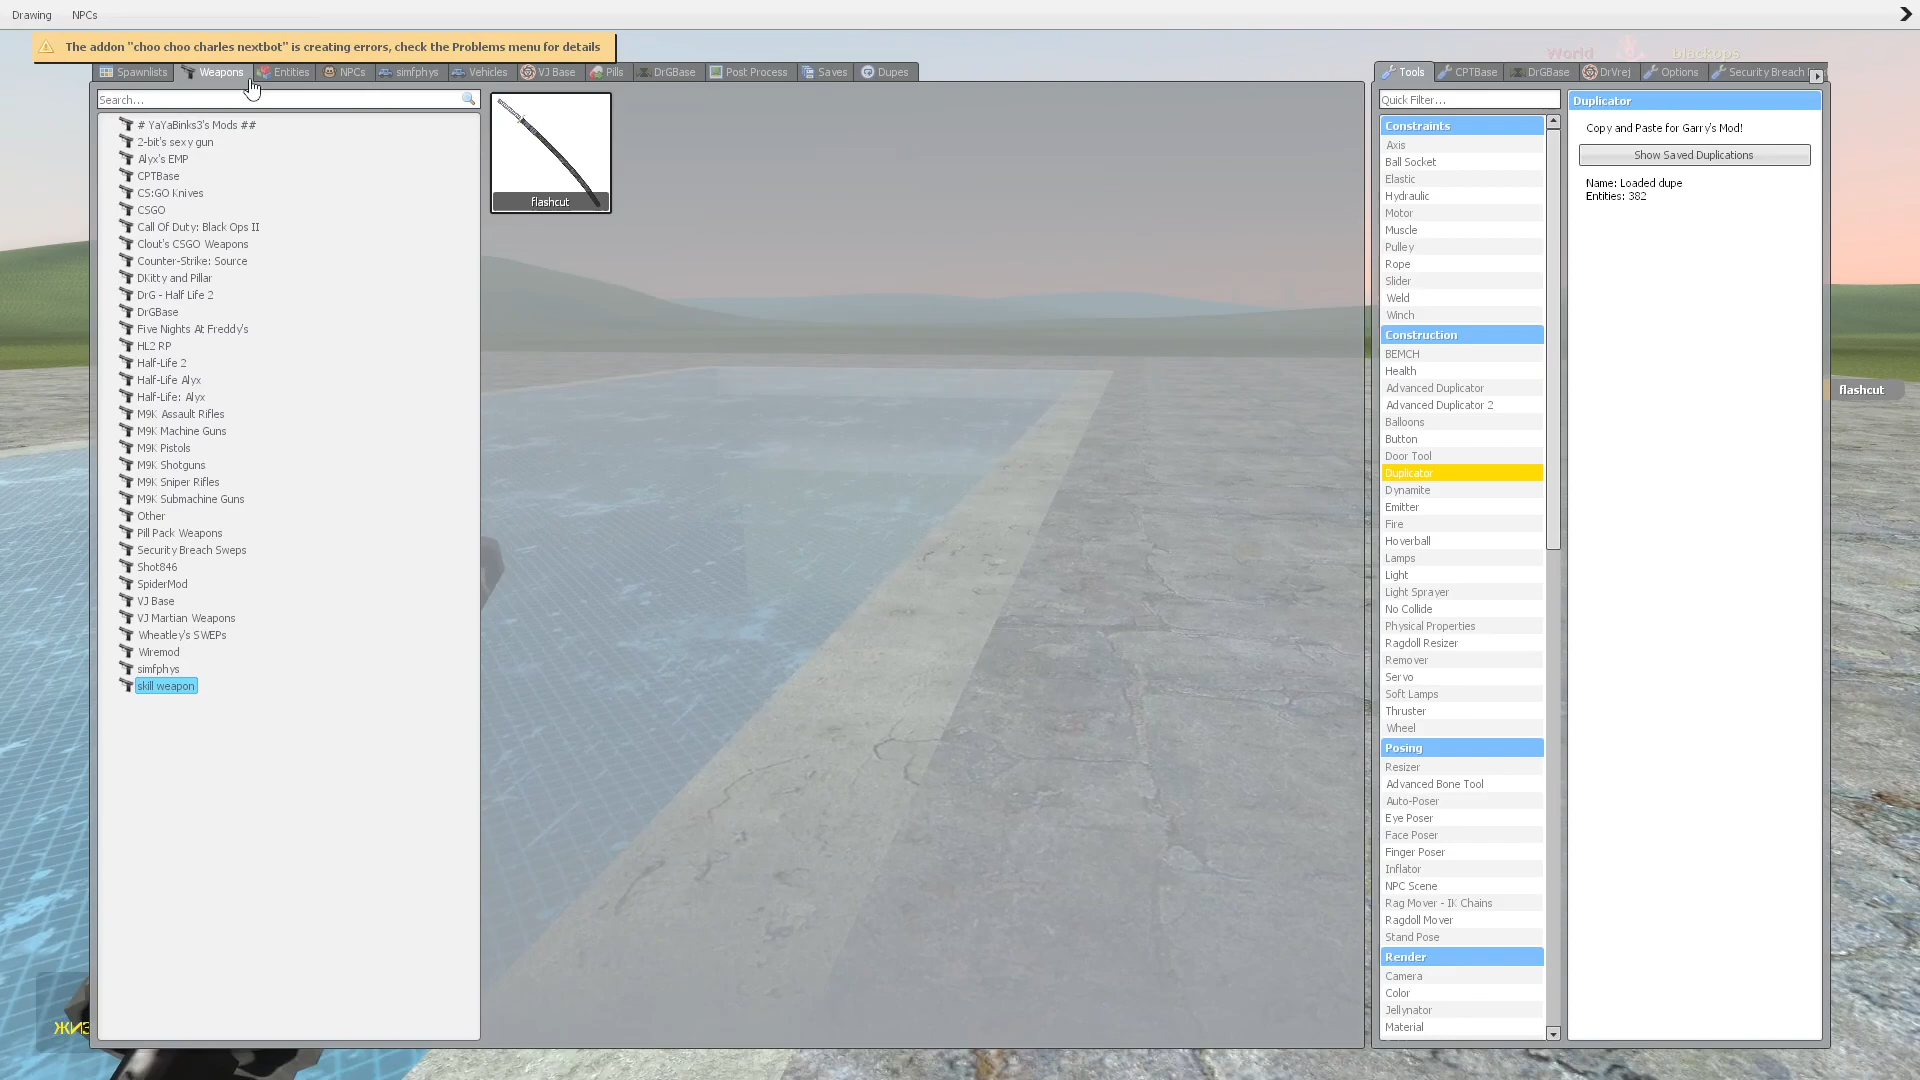 Drawing NPCs
The addon "choo choo charles nextbot" is creating errors, check the Problems menu for details
World blackops
Spawnlists Weapons Entities NPCs simfphys Vehicles VJ Base Pills DrGBase Post Process Saves Dupes
Search...
# YaYaBinks3's Mods ##
2-bit's sexy gun
Alyx's EMP
CPTBase
CS:GO Knives
CSGO
Call Of Duty: Black Ops II
Clout's CSGO Weapons
Counter-Strike: Source
DKitty and Pillar
DrG - Half Life 2
DrGBase
Five Nights At Freddy's
HL2 RP
Half-Life 2
Half-Life Alyx
Half-Life: Alyx
M9K Assault Rifles
M9K Machine Guns
M9K Pistols
M9K Shotguns
M9K Sniper Rifles
M9K Submachine Guns
Other
Pill Pack Weapons
Security Breach Sweps
Shot846
SpiderMod
VJ Base
VJ Martian Weapons
Wheatley's SWEPs
Wiremod
simfphys
skill weapon
flashcut
Tools CPTBase DrGBase DrVrej Options Security Breach
Quick Filter...
Constraints
Axis
Ball Socket
Elastic
Hydraulic
Motor
Muscle
Pulley
Rope
Slider
Weld
Winch
Construction
BEMCH
Health
Advanced Duplicator
Advanced Duplicator 2
Balloons
Button
Door Tool
Duplicator
Dynamite
Emitter
Fire
Hoverball
Lamps
Light
Light Sprayer
No Collide
Physical Properties
Ragdoll Resizer
Remover
Servo
Soft Lamps
Thruster
Wheel
Posing
Resizer
Advanced Bone Tool
Auto-Poser
Eye Poser
Face Poser
Finger Poser
Inflator
NPC Scene
Rag Mover - IK Chains
Ragdoll Mover
Stand Pose
Render
Camera
Color
Jellynator
Material
Duplicator
Copy and Paste for Garry's Mod!
Show Saved Duplications
Name: Loaded dupe
Entities: 382
flashcut